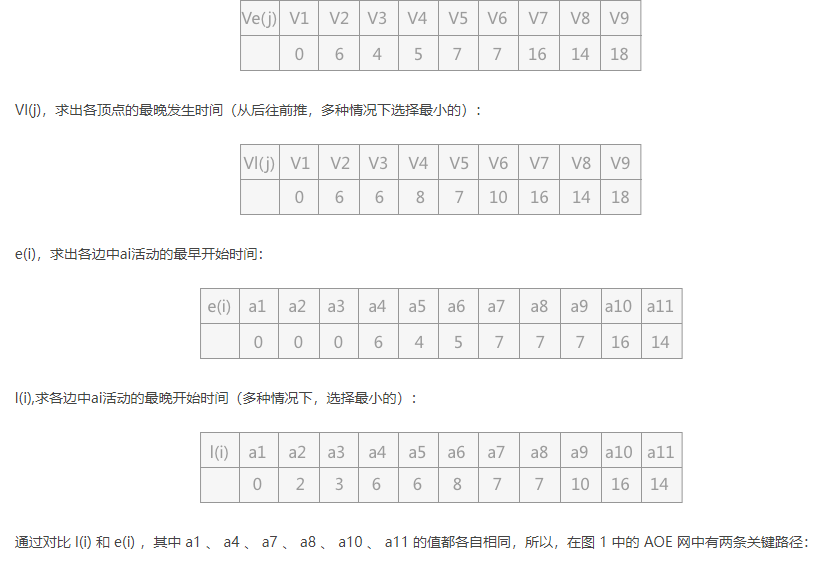 Ve(j) V1 V2 V3 V4 V5 V6 V7 V8 V9
0 6 4 5 7 7 16 14 18
Vl(j)，求出各顶点的最晚发生时间（从后往前推，多种情况下选择最小的）：
Vl(j) V1 V2 V3 V4 V5 V6 V7 V8 V9
0 6 6 8 7 10 16 14 18
e(i)，求出各边中ai活动的最早开始时间：
e(i) a1 a2 a3 a4 a5 a6 a7 a8 a9 a10 a11
0 0 0 6 4 5 7 7 7 16 14
l(i),求各边中ai活动的最晚开始时间（多种情况下，选择最小的）：
l(i) a1 a2 a3 a4 a5 a6 a7 a8 a9 a10 a11
0 2 3 6 6 8 7 7 10 16 14
通过对比 l(i) 和 e(i) ，其中 a1 、 a4 、 a7 、 a8 、 a10 、 a11 的值都各自相同，所以，在图 1 中的 AOE 网中有两条关键路径：